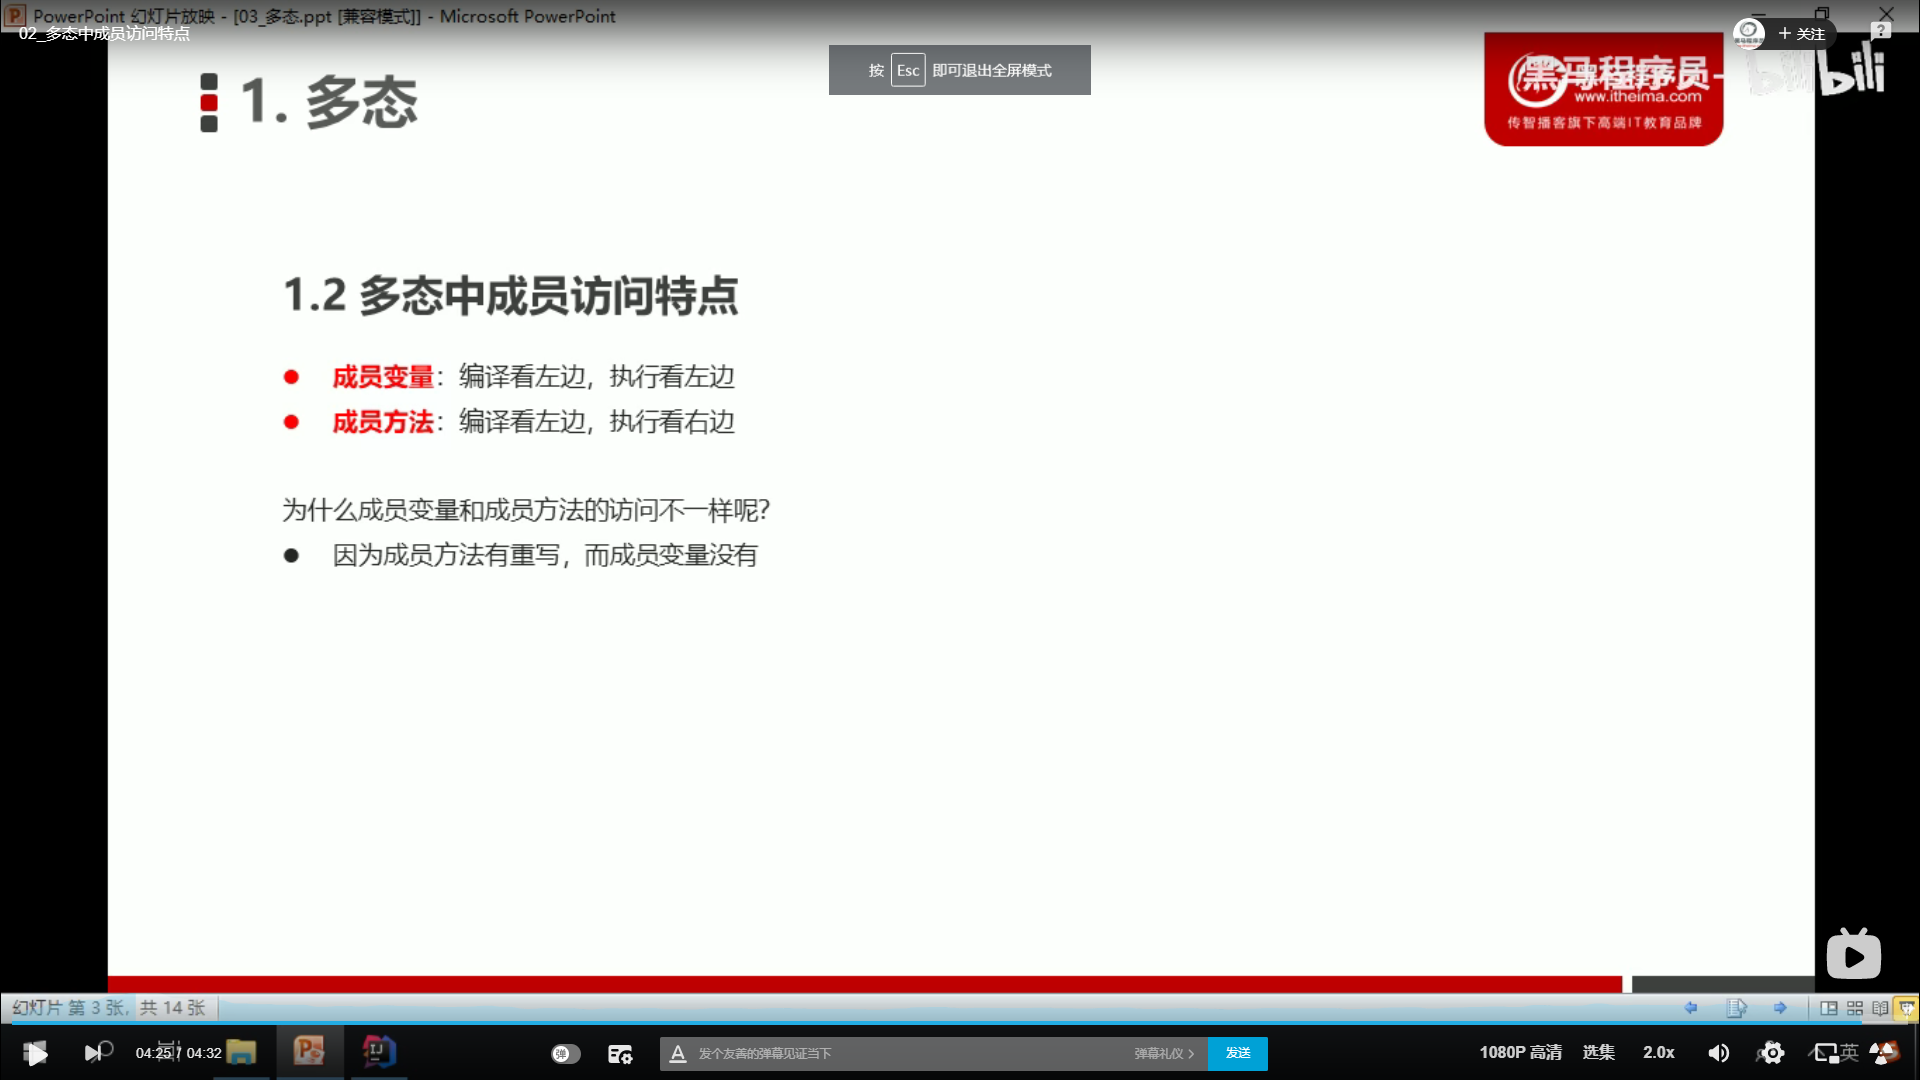 PowerPoint 幻灯片放映 - [03_多态.ppt [兼容模式]] - Microsoft PowerPoint
02_多态中成员访问特点
+ 关注
按 Esc 即可退出全屏模式
1. 多态
黑马程序员-
bilibili
www.itheima.com
传智播客旗下高端IT教育品牌
1.2 多态中成员访问特点
成员变量：编译看左边，执行看左边
成员方法：编译看左边，执行看右边
为什么成员变量和成员方法的访问不一样呢?
因为成员方法有重写，而成员变量没有
幻灯片 第 3 张，共 14 张
04:25 / 04:32
弹
发个友善的弹幕见证当下
弹幕礼仪 >
发送
1080P 高清
选集
2.0x
英